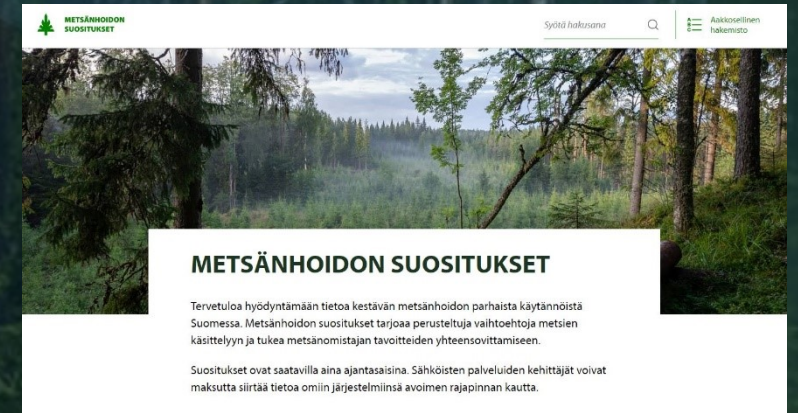 METSÄNHOIDON
SUOSITUKSET
Syötä hakusana
A
B
C
Aakkosellinen
hakemisto
METSÄNHOIDON SUOSITUKSET
Tervetuloa hyödyntämään tietoa kestävän metsänhoidon parhaista käytännöistä
Suomessa. Metsänhoidon suositukset tarjoaa perusteltuja vaihtoehtoja metsien
käsittelyyn ja tukea metsänomistajan tavoitteiden yhteensovittamiseen.
Suositukset ovat saatavilla aina ajantasaisina. Sähköisten palveluiden kehittäjät voivat
maksutta siirtää tietoa omiin järjestelmiinsä avoimen rajapinnan kautta.